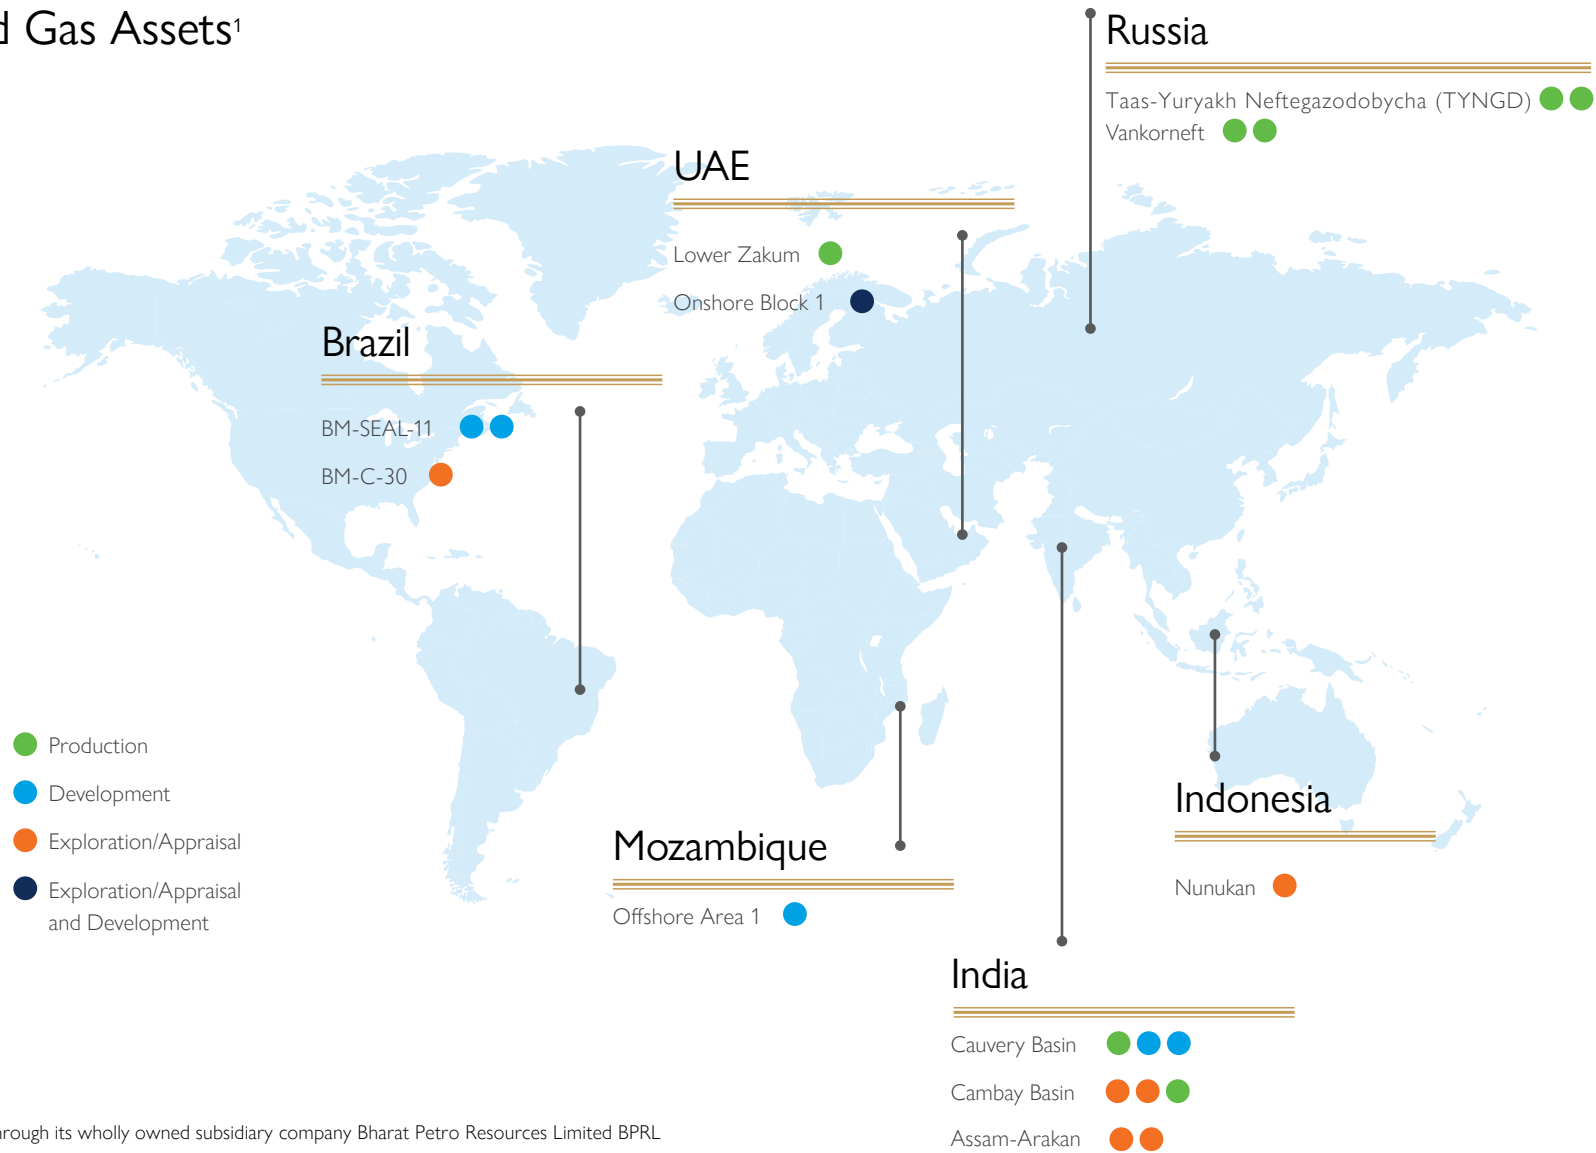 Gas Assets1
Russia
Taas-Yuryakh Neftegazodobycha (TYNGD)
Vankorneft
UAE
Lower Zakum
Onshore Block 1
Brazil
BM-SEAL-11
BM-C-30
Production
Development
Exploration/Appraisal
Exploration/Appraisal
and Development
Mozambique
Offshore Area 1
Indonesia
Nunukan
India
Cauvery Basin
Cambay Basin
Assam-Arakan
its wholly owned subsidiary company Bharat Petro Resources Limited BPRL